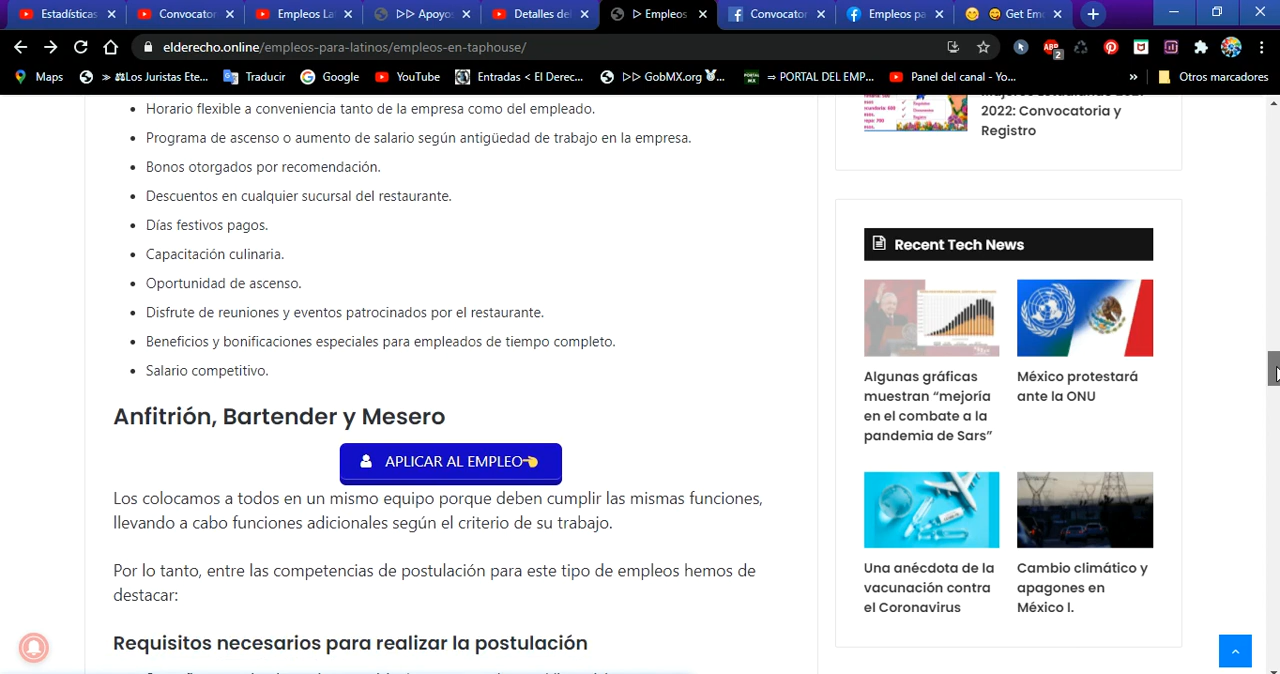 Estadísticas
Convocator
Empleos La
▷▷ Apoyos
Detalles de
▷ Empleos
Convocator
Empleos pa
😄 Get Em
elderecho.online/empleos-para-latinos/empleos-en-taphouse/
ABP
2
Maps
» ⚖Los Juristas Ete...
Traducir
Google
YouTube
Entradas < El Derec...
▷▷ GobMX.org🥇...
⇒ PORTAL DEL EMP...
Panel del canal - Yo...
»
Otros marcadores
Horario flexible a conveniencia tanto de la empresa como del empleado.
Programa de ascenso o aumento de salario según antigüedad de trabajo en la empresa.
Bonos otorgados por recomendación.
Descuentos en cualquier sucursal del restaurante.
Días festivos pagos.
Capacitación culinaria.
Oportunidad de ascenso.
Disfrute de reuniones y eventos patrocinados por el restaurante.
Beneficios y bonificaciones especiales para empleados de tiempo completo.
Salario competitivo.
Anfitrión, Bartender y Mesero
APLICAR AL EMPLEO👈
Los colocamos a todos en un mismo equipo porque deben cumplir las mismas funciones,
llevando a cabo funciones adicionales según el criterio de su trabajo.
Por lo tanto, entre las competencias de postulación para este tipo de empleos hemos de
destacar:
Requisitos necesarios para realizar la postulación
2022: Convocatoria y
Registro
Recent Tech News
Algunas gráficas
muestran “mejoría
en el combate a la
pandemia de Sars”
México protestará
ante la ONU
Una anécdota de la
vacunación contra
el Coronavirus
Cambio climático y
apagones en
México I.